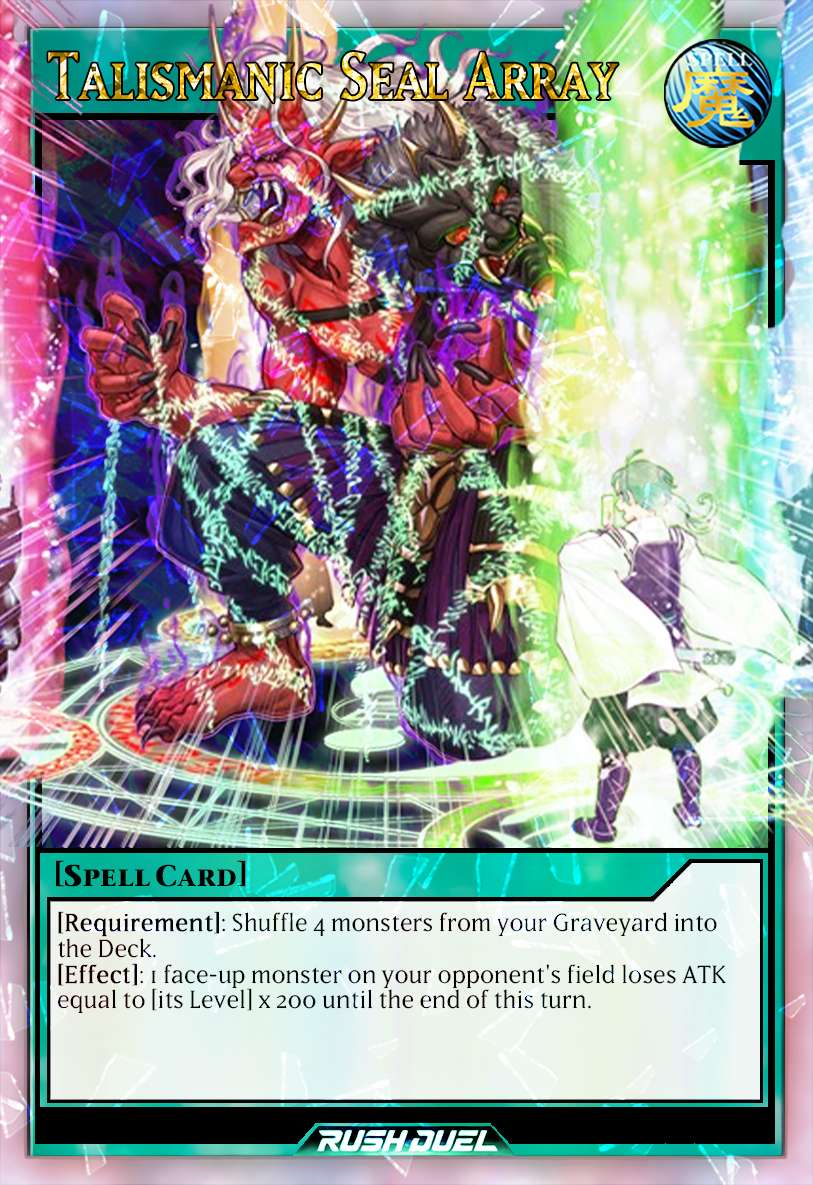 Talismanic Seal Array
SPELL
魔
[Spell Card]
[Requirement]: Shuffle 4 monsters from your Graveyard into
the Deck.
[Effect]: 1 face-up monster on your opponent's field loses ATK
equal to [its Level] x 200 until the end of this turn.
RUSH DUEL